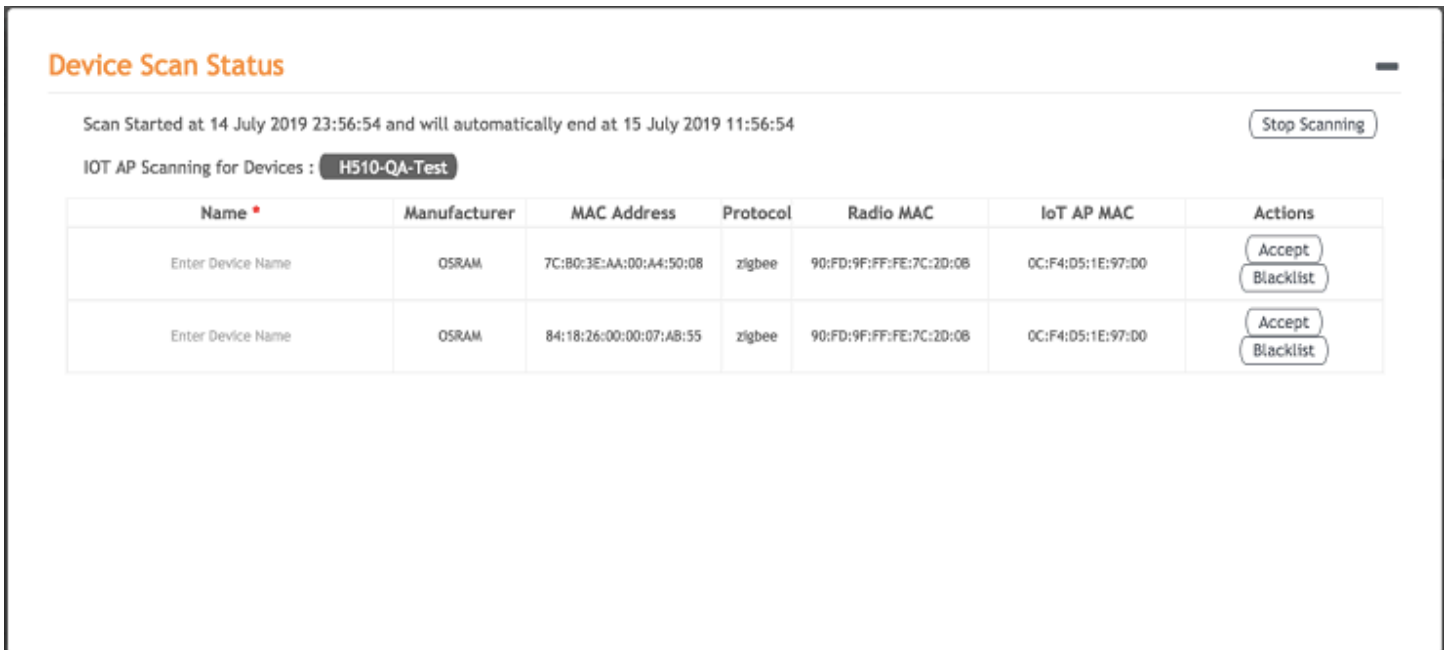 Device Scan Status
Scan Started at 14 July 2019 23:56:54 and will automatically end at 15 July 2019 11:56:54
Stop Scanning
IOT AP Scanning for Devices : H510-QA-Test
Name * Manufacturer MAC Address Protocol Radio MAC IoT AP MAC Actions
Enter Device Name OSRAM 7C:B0:3E:AA:00:A4:50:08 zigbee 90:FD:9F:FF:FE:7C:2D:0B 0C:F4:D5:1E:97:D0 Accept
Blacklist
Enter Device Name OSRAM 84:18:26:00:00:07:AB:55 zigbee 90:FD:9F:FF:FE:7C:2D:0B 0C:F4:D5:1E:97:D0 Accept
Blacklist